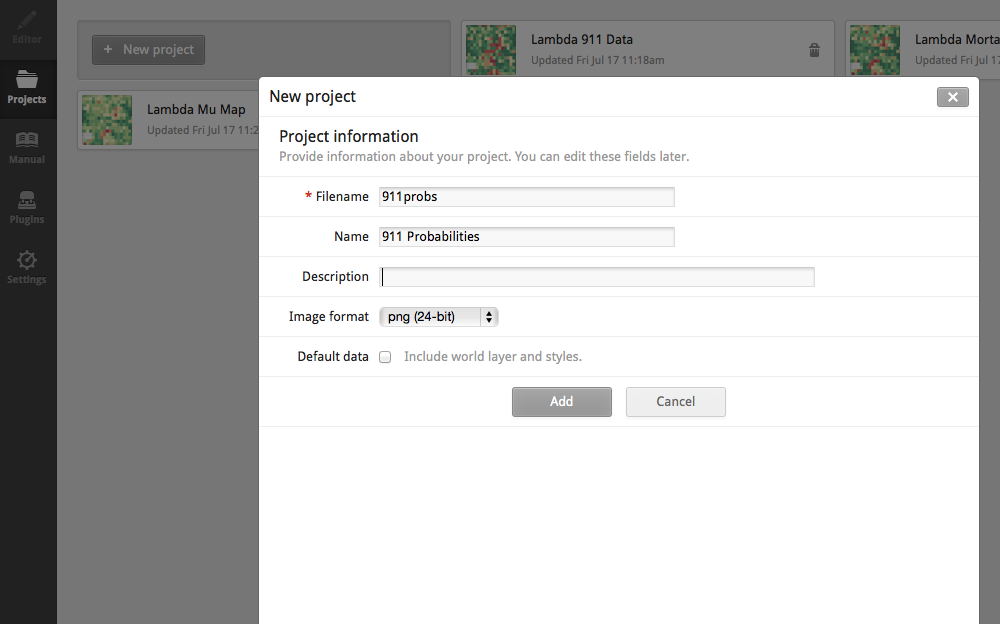 Editor
Projects
Manual
Plugins
Settings
+ New project
Lambda 911 Data
Updated Fri Jul 17 11:18am
Lambda Morta
Updated Fri Jul 17
Lambda Mu Map
Updated Fri Jul 17 11:2
New project
Project information
Provide information about your project. You can edit these fields later.
* Filename 911probs
Name 911 Probabilities
Description
Image format png (24-bit)
Default data Include world layer and styles.
Add Cancel